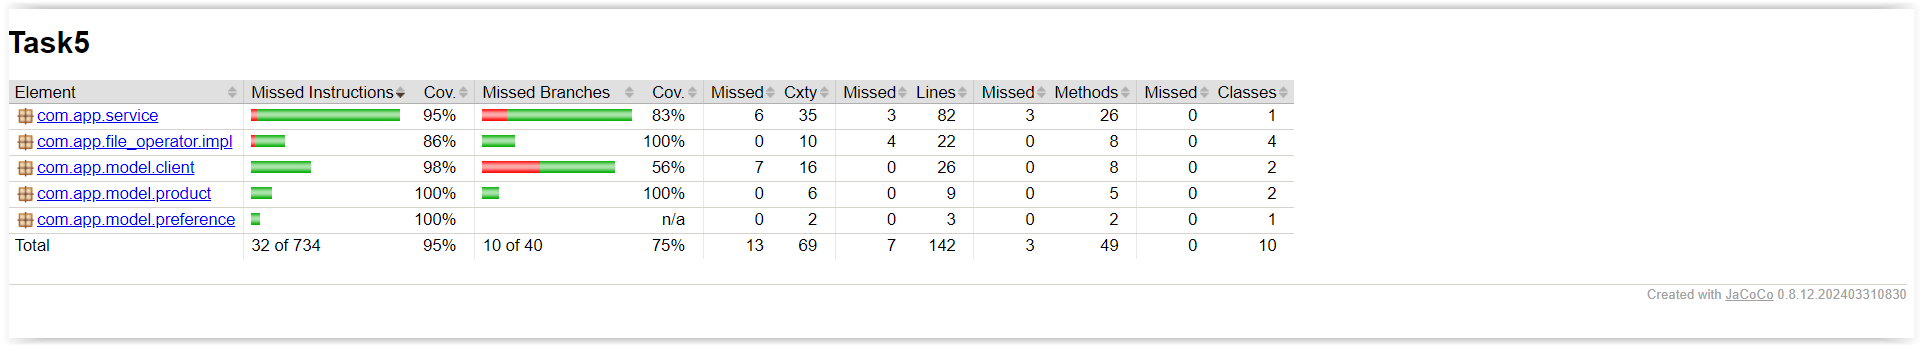 Task5
Element Missed Instructions Cov. Missed Branches Cov. Missed Cxty Missed Lines Missed Methods Missed Classes
com.app.service 95% 83% 6 35 3 82 3 26 0 1
com.app.file_operator.impl 86% 100% 0 10 4 22 0 8 0 4
com.app.model.client 98% 56% 7 16 0 26 0 8 0 2
com.app.model.product 100% 100% 0 6 0 9 0 5 0 2
com.app.model.preference 100% n/a 0 2 0 3 0 2 0 1
Total 32 of 734 95% 10 of 40 75% 13 69 7 142 3 49 0 10
Created with JaCoCo 0.8.12.202403310830